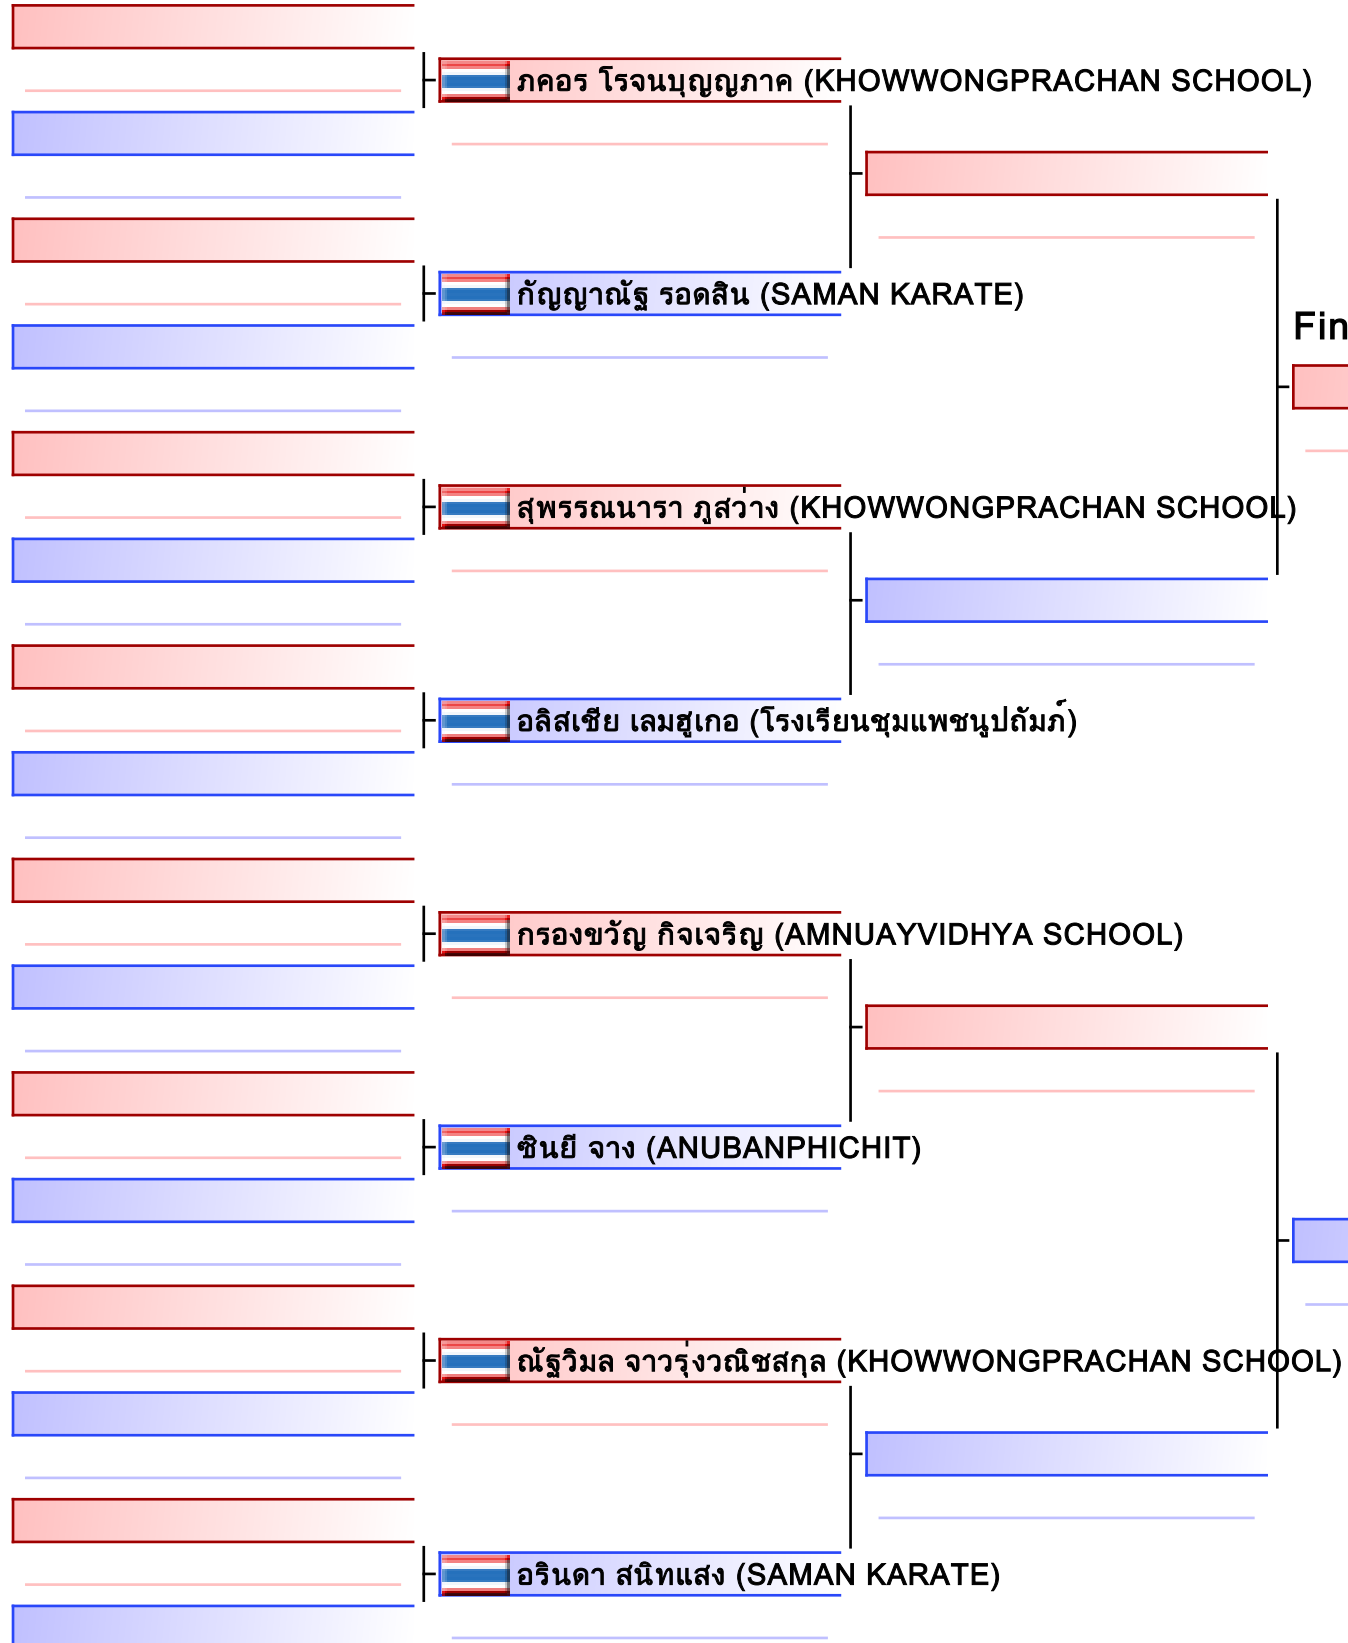 ภคอร โรจนบุญญภาค (KHOWWONGPRACHAN SCHOOL)
กัญญาณัฐ รอดสิน (SAMAN KARATE)
Fin
สุพรรณนารา ภูสว่าง (KHOWWONGPRACHAN SCHOOL)
อลิสเชีย เลมฮูเกอ (โรงเรียนชุมแพชนูปถัมภ์)
กรองขวัญ กิจเจริญ (AMNUAYVIDHYA SCHOOL)
ซินยี จาง (ANUBANPHICHIT)
ณัฐวิมล จาวรุ่งวณิชสกุล (KHOWWONGPRACHAN SCHOOL)
อรินดา สนิทแสง (SAMAN KARATE)